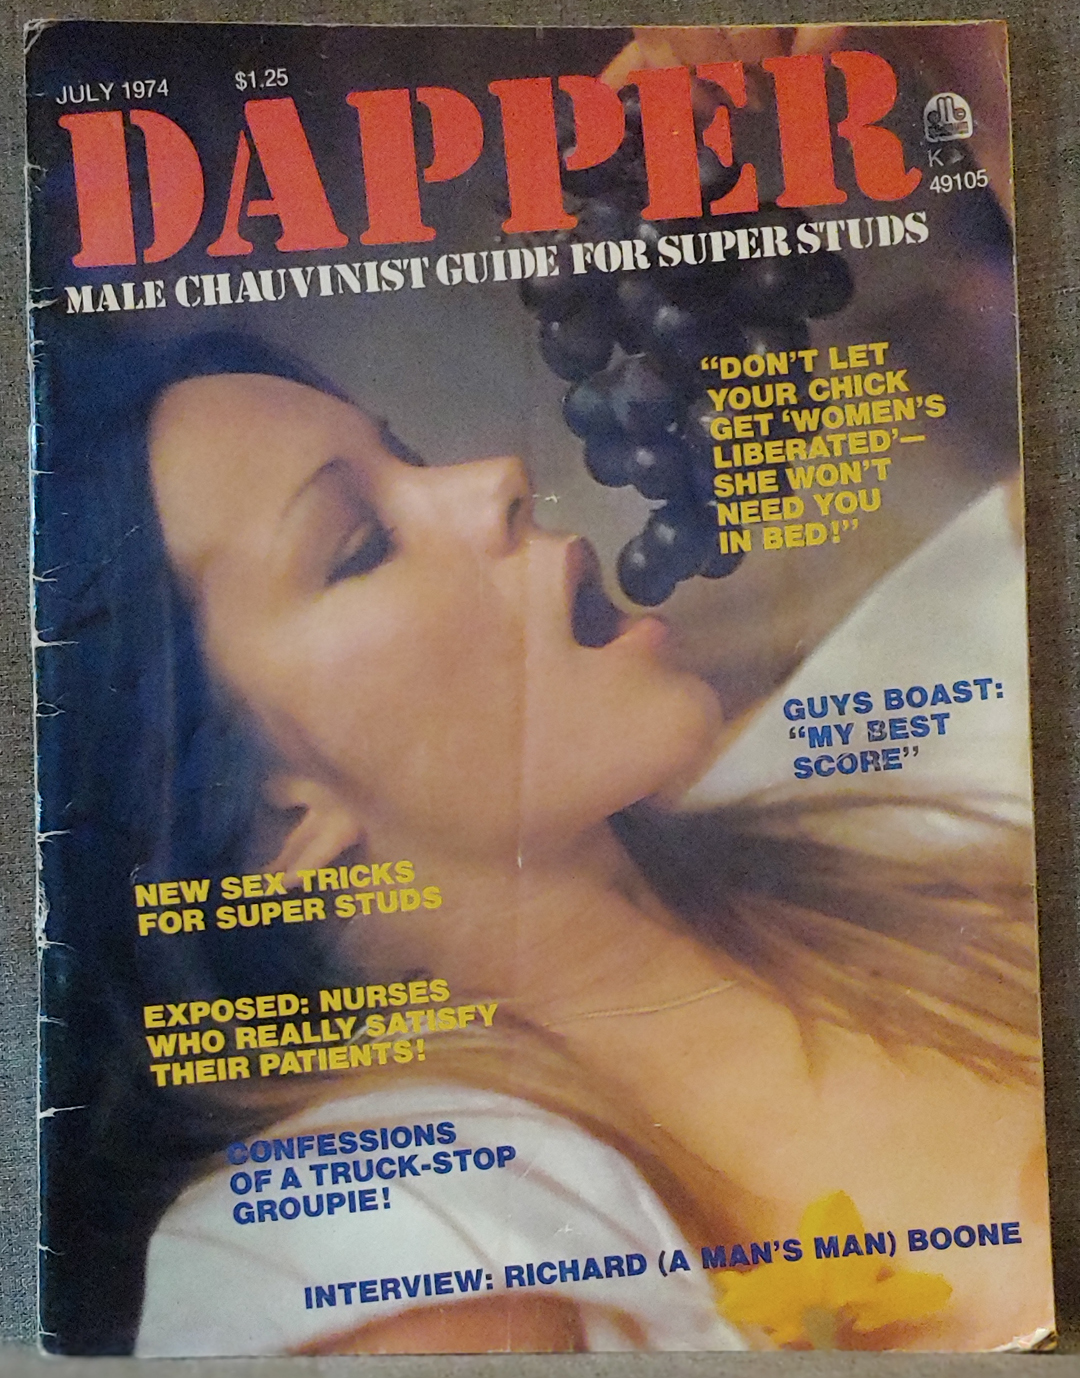 JULY 1974 $1.25
DAPPER
K
49105
MALE CHAUVINIST GUIDE FOR SUPER STUDS
“DON’T LET
YOUR CHICK
GET ‘WOMEN’S
LIBERATED’—
SHE WON’T
NEED YOU
IN BED!”
GUYS BOAST:
“MY BEST
SCORE”
NEW SEX TRICKS
FOR SUPER STUDS
EXPOSED: NURSES
WHO REALLY SATISFY
THEIR PATIENTS!
CONFESSIONS
OF A TRUCK-STOP
GROUPIE!
INTERVIEW: RICHARD (A MAN’S MAN) BOONE